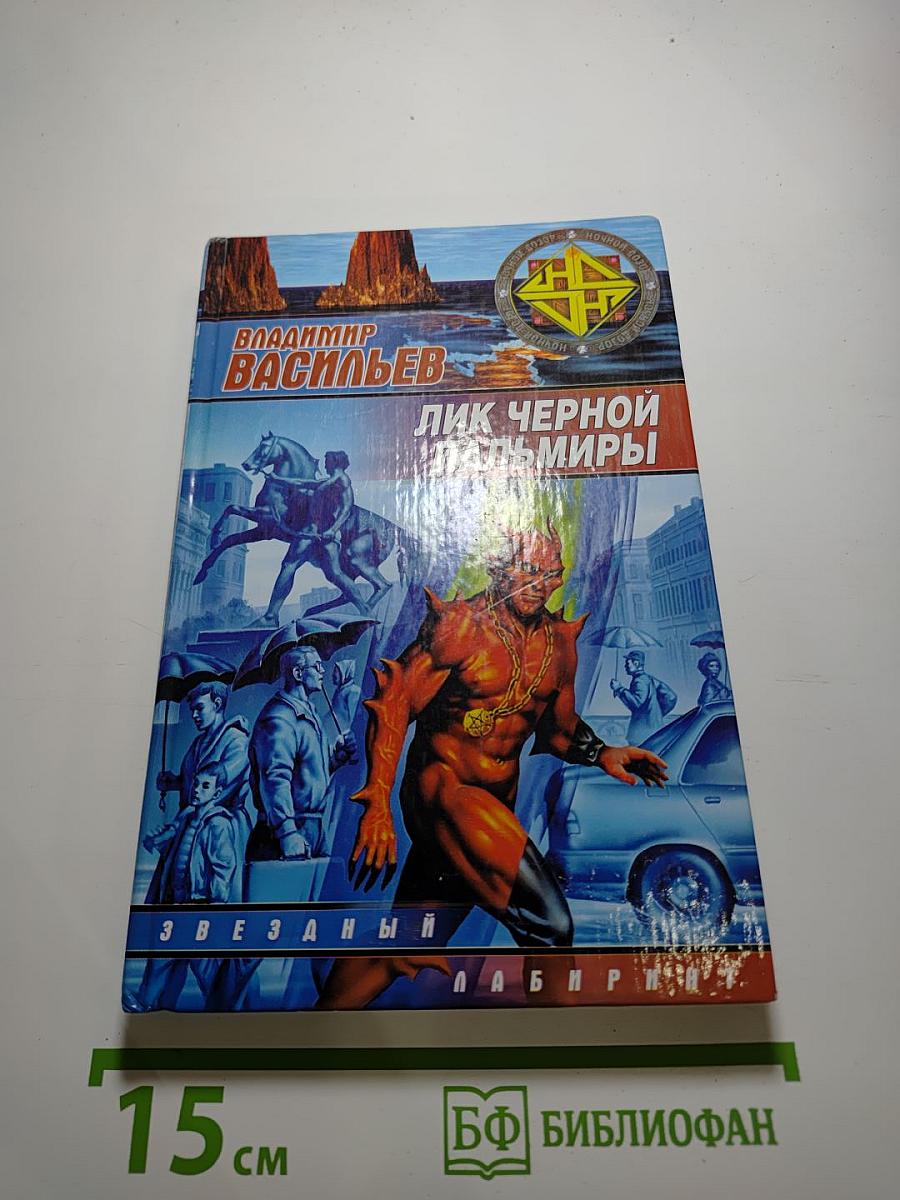 ВЛАДИМИР
ВАСИЛЬЕВ
ЛИК ЧЕРНОЙ
ПАЛЬМИРЫ
ЗВЕЗДНЫЙ
ЛАБИРИНТ
15 см
БФ БИБЛИОФАН